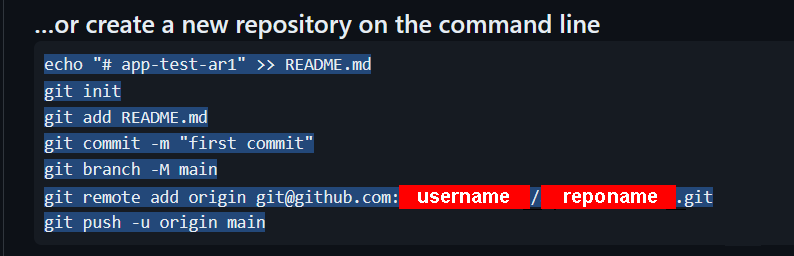 ...or create a new repository on the command line
echo "# app-test-ar1" >> README.md
git init
git add README.md
git commit -m "first commit"
git branch -M main
git remote add origin git@github.com: username / reponame .git
git push -u origin main